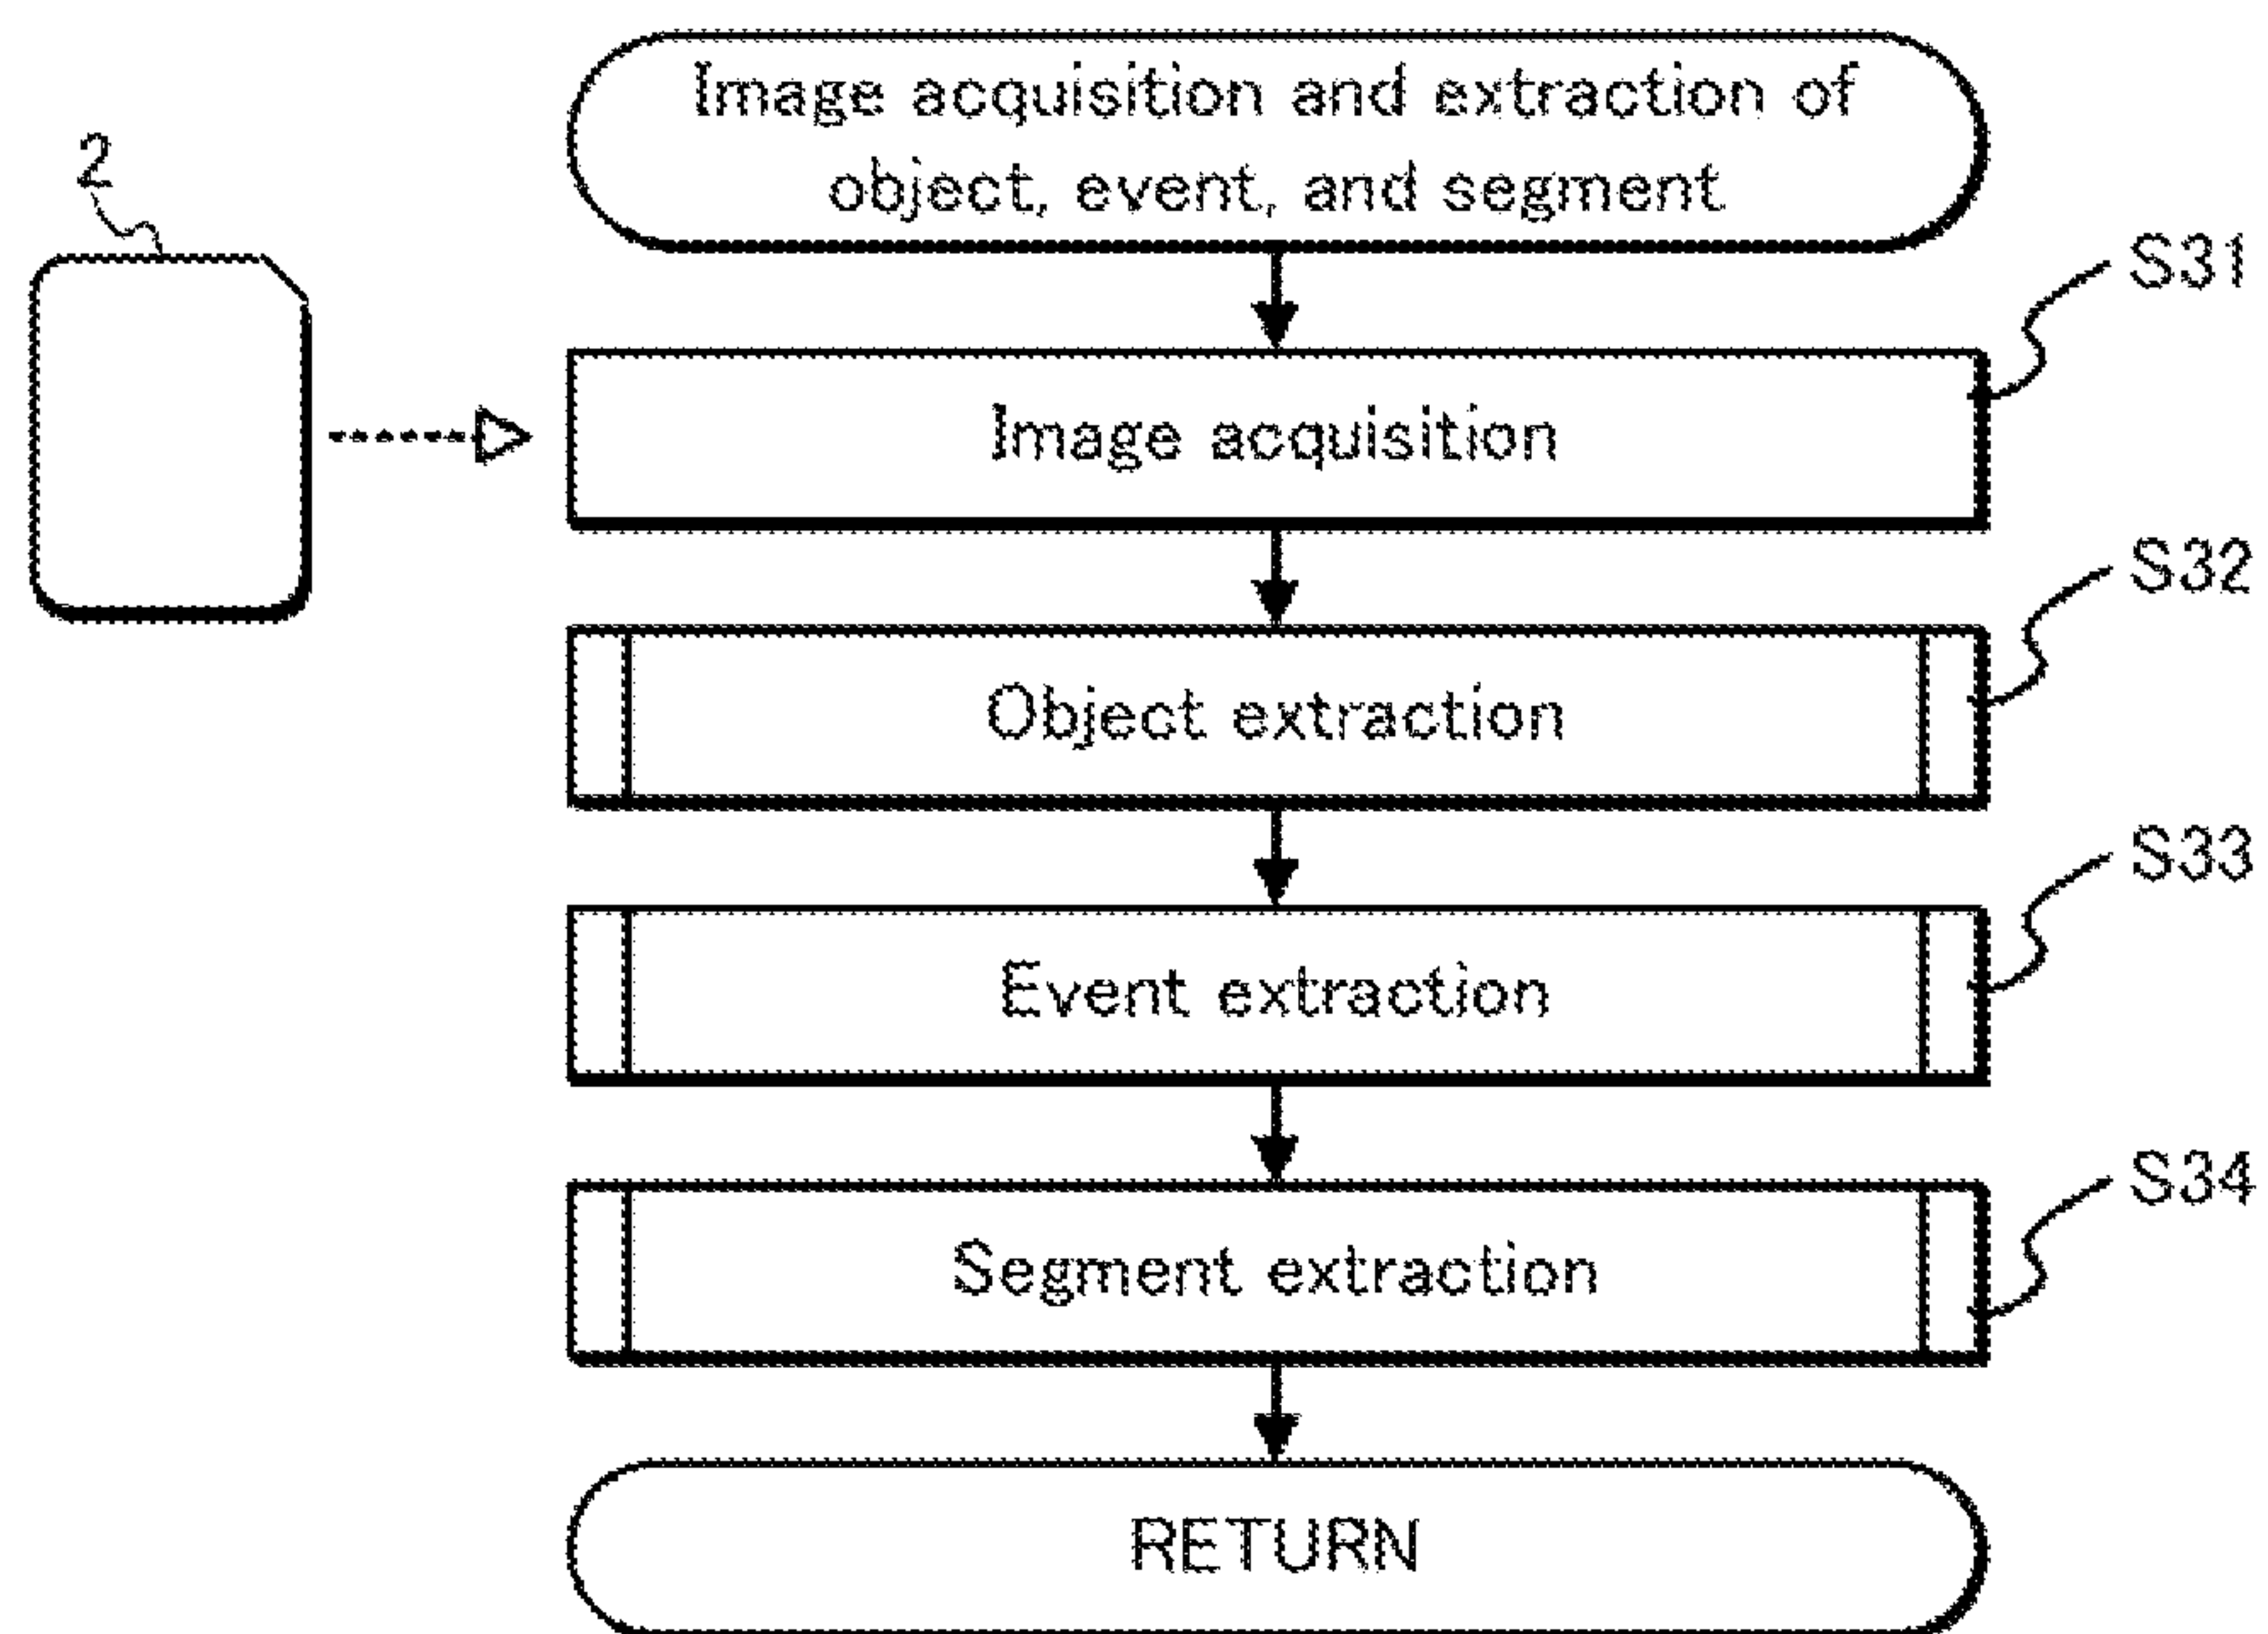 Image acquisition and extraction of
object, event, and segment
2
S31
Image acquisition
S32
Object extraction
S33
Event extraction
S34
Segment extraction
RETURN